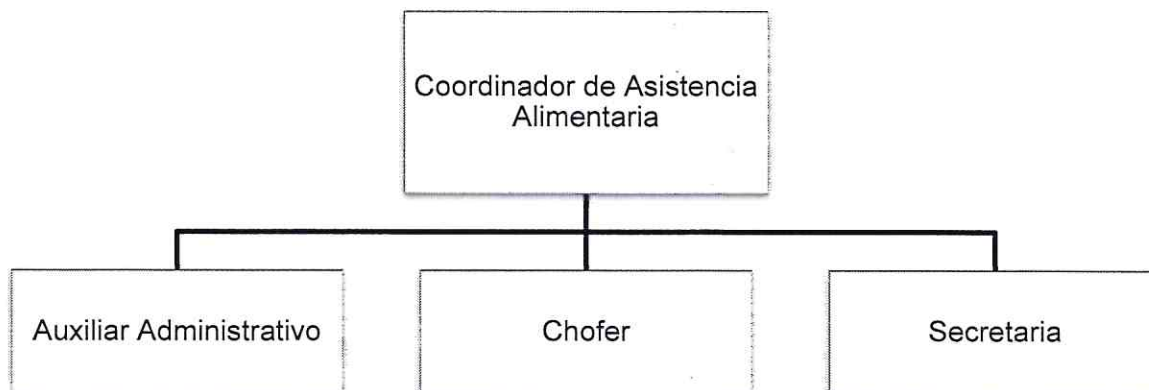 Coordinador de Asistencia
Alimentaria
Auxiliar Administrativo
Chofer
Secretaria